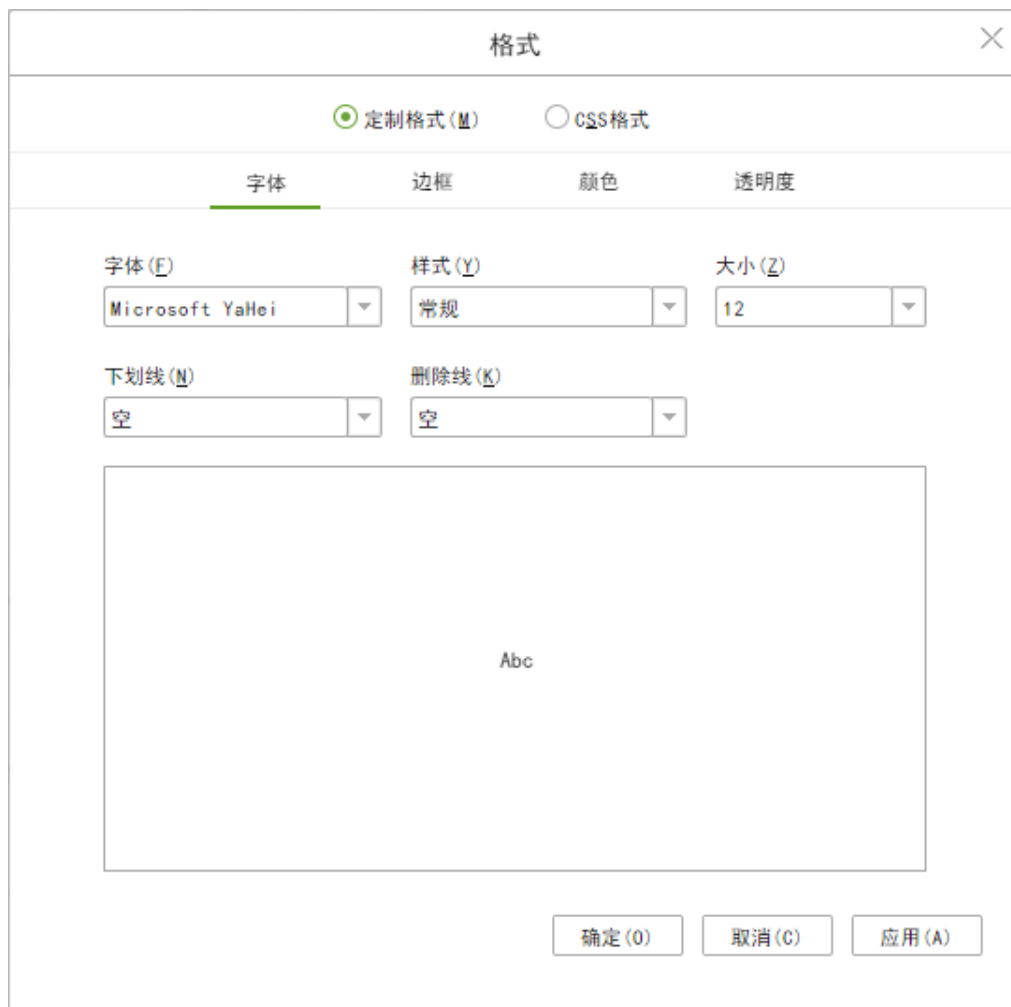 格式
定制格式(M) CSS格式
字体 边框 颜色 透明度
字体(F) 样式(Y) 大小(Z)
Microsoft YaHei 常规 12
下划线(N) 删除线(K)
空 空
Abc
确定(O) 取消(C) 应用(A)